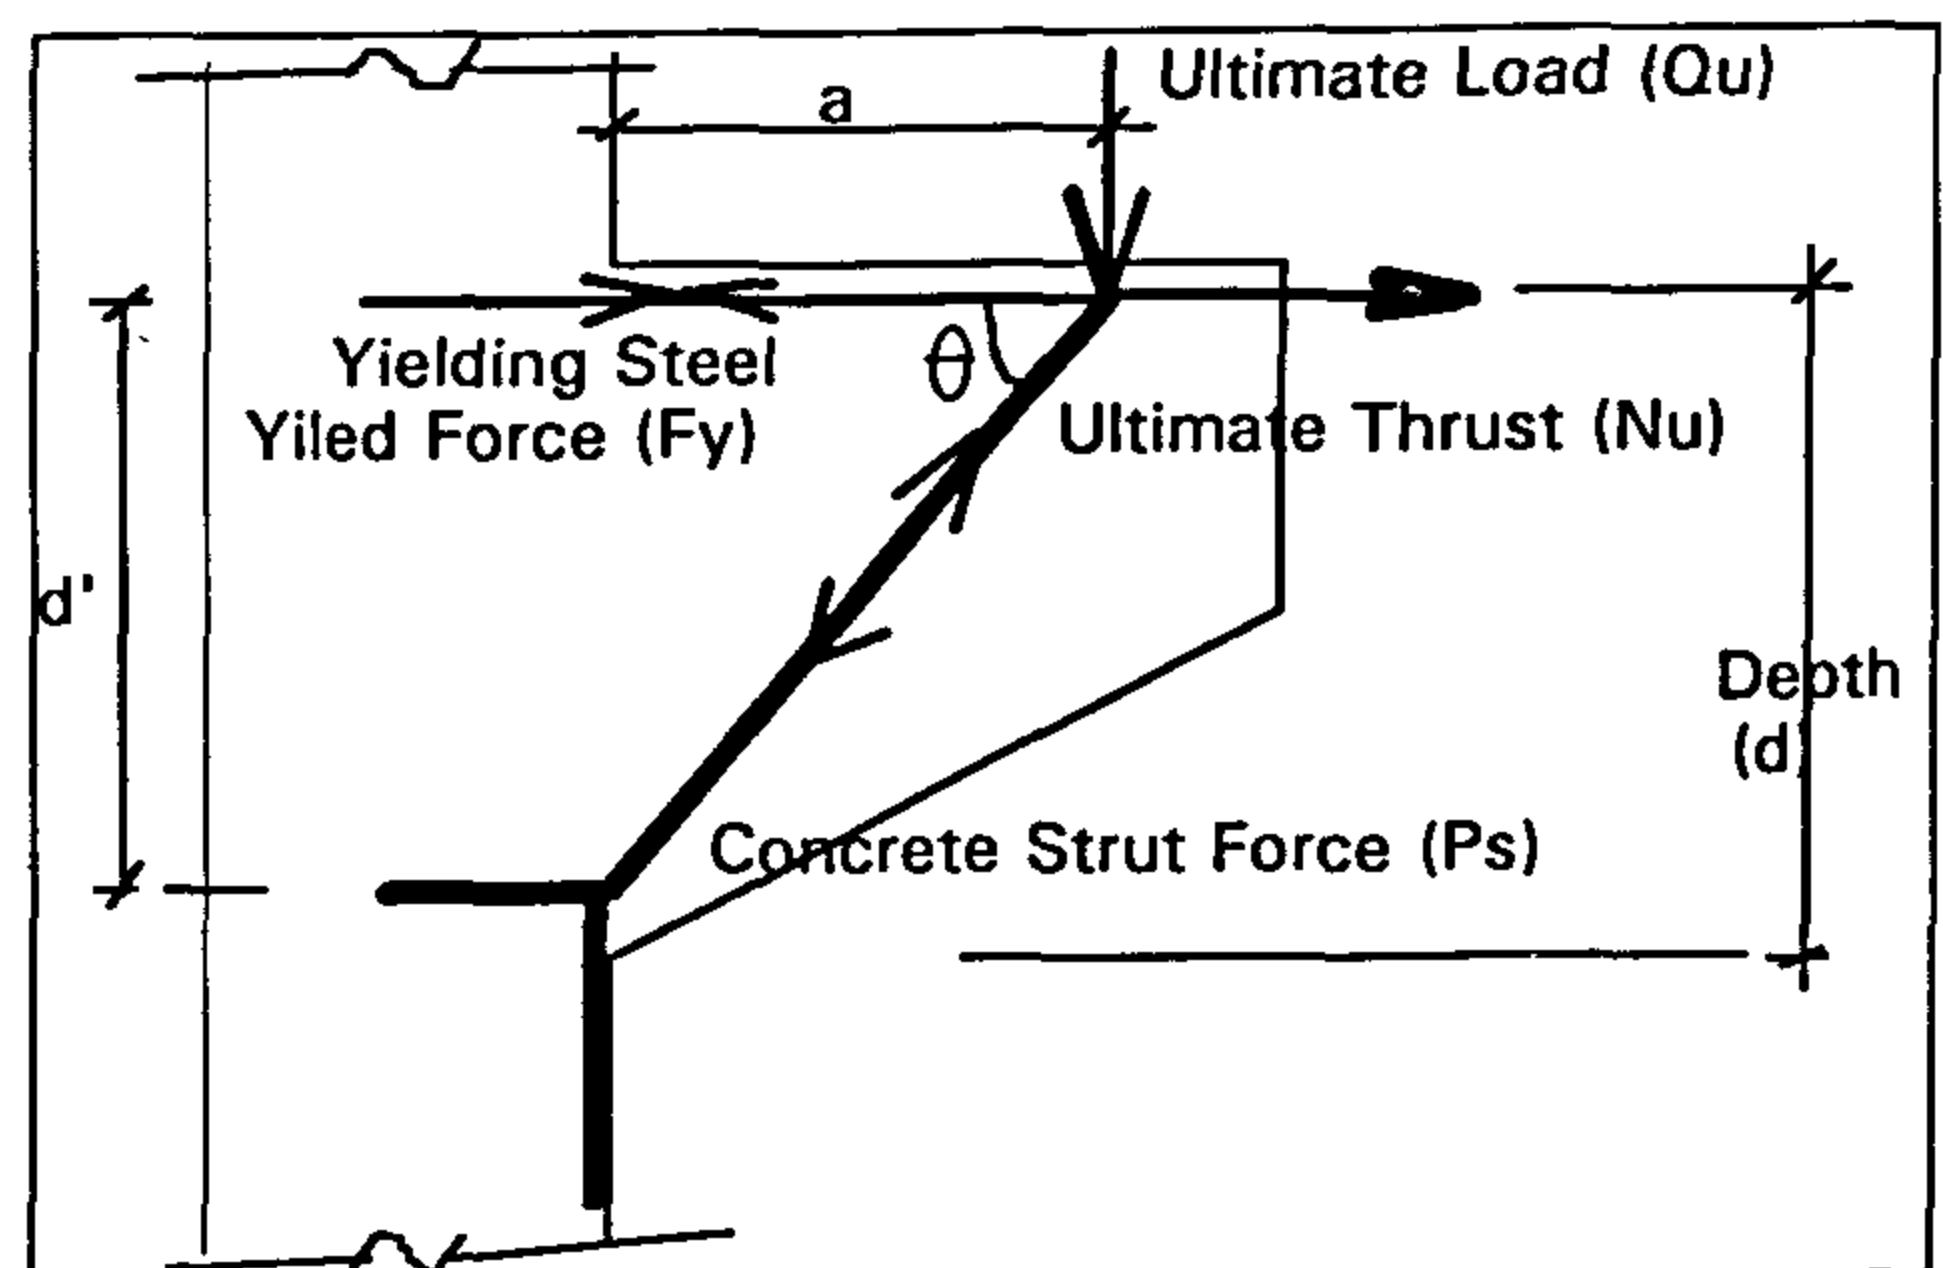 Ultimate Load (Qu)
a
θ
Yielding Steel
Yiled Force (Fy)
Ultimate Thrust (Nu)
d'
Depth
(d)
Concrete Strut Force (Ps)